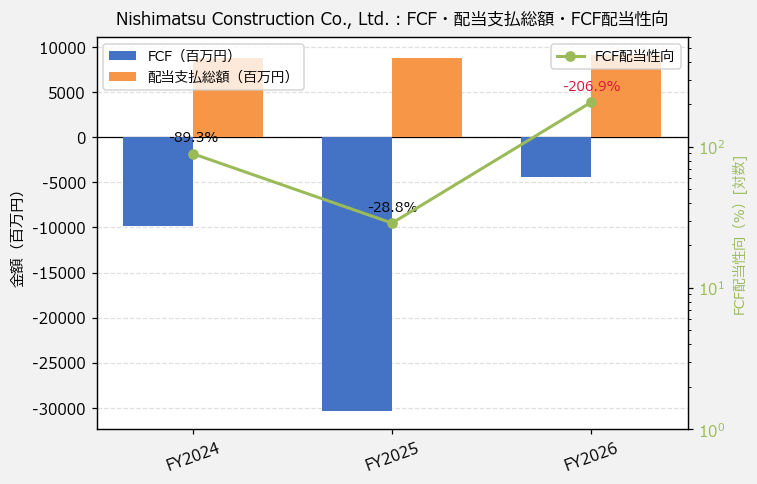 Nishimatsu Construction Co., Ltd. : FCF・配当支払総額・FCF配当性向
FCF（百万円）
配当支払総額（百万円）
FCF配当性向
10000
5000
0
-5000
-10000
-15000
-20000
-25000
-30000
金額（百万円）
-89.3%
-28.8%
-206.9%
10²
10¹
10⁰
FCF配当性向（%）[対数]
FY2024
FY2025
FY2026